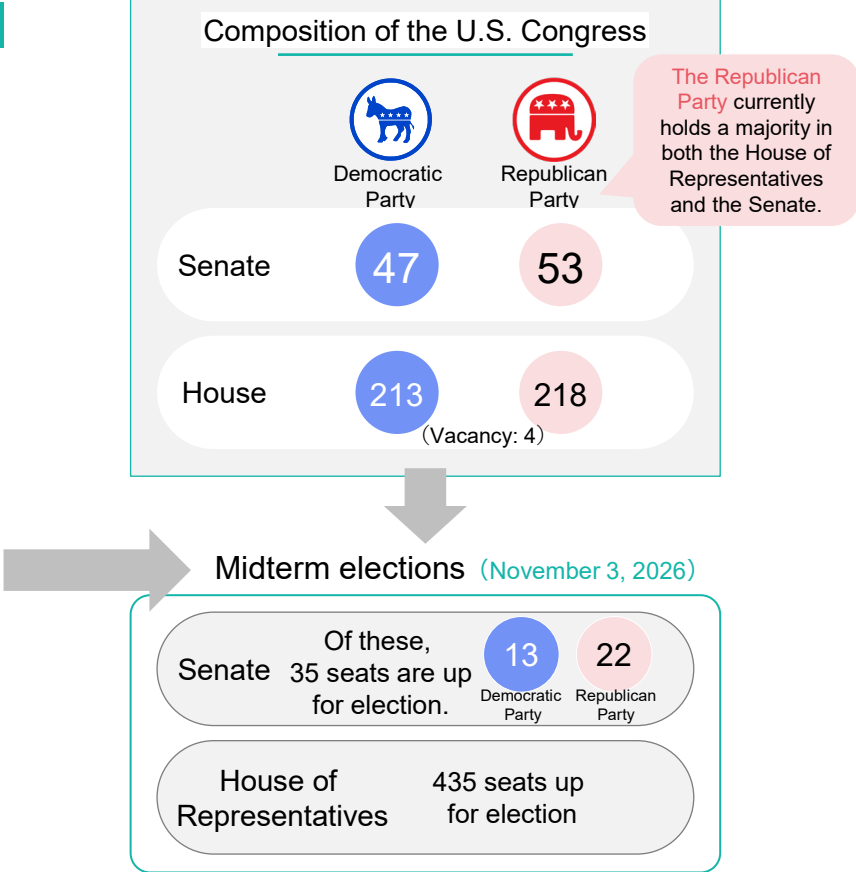 Composition of the U.S. Congress
The Republican
Party currently
holds a majority in
both the House of
Representatives
and the Senate.
Democratic
Party
Republican
Party
Senate
47
53
House
213
218
（Vacancy: 4）
Midterm elections （November 3, 2026）
Senate
Of these,
35 seats are up
for election.
13
Democratic
Party
22
Republican
Party
House of
Representatives
435 seats up
for election